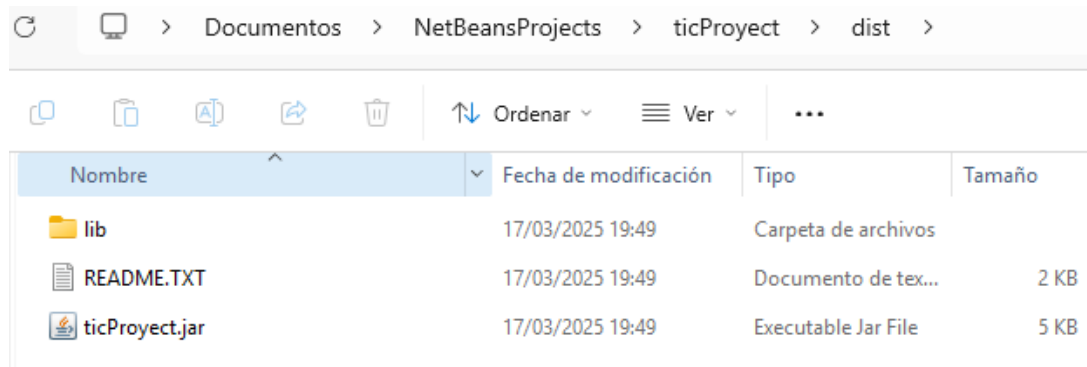 Documentos > NetBeansProjects > ticProyect > dist >
Ordenar Ver ...
Nombre Fecha de modificación Tipo Tamaño
lib 17/03/2025 19:49 Carpeta de archivos
README.TXT 17/03/2025 19:49 Documento de tex... 2 KB
ticProyect.jar 17/03/2025 19:49 Executable Jar File 5 KB